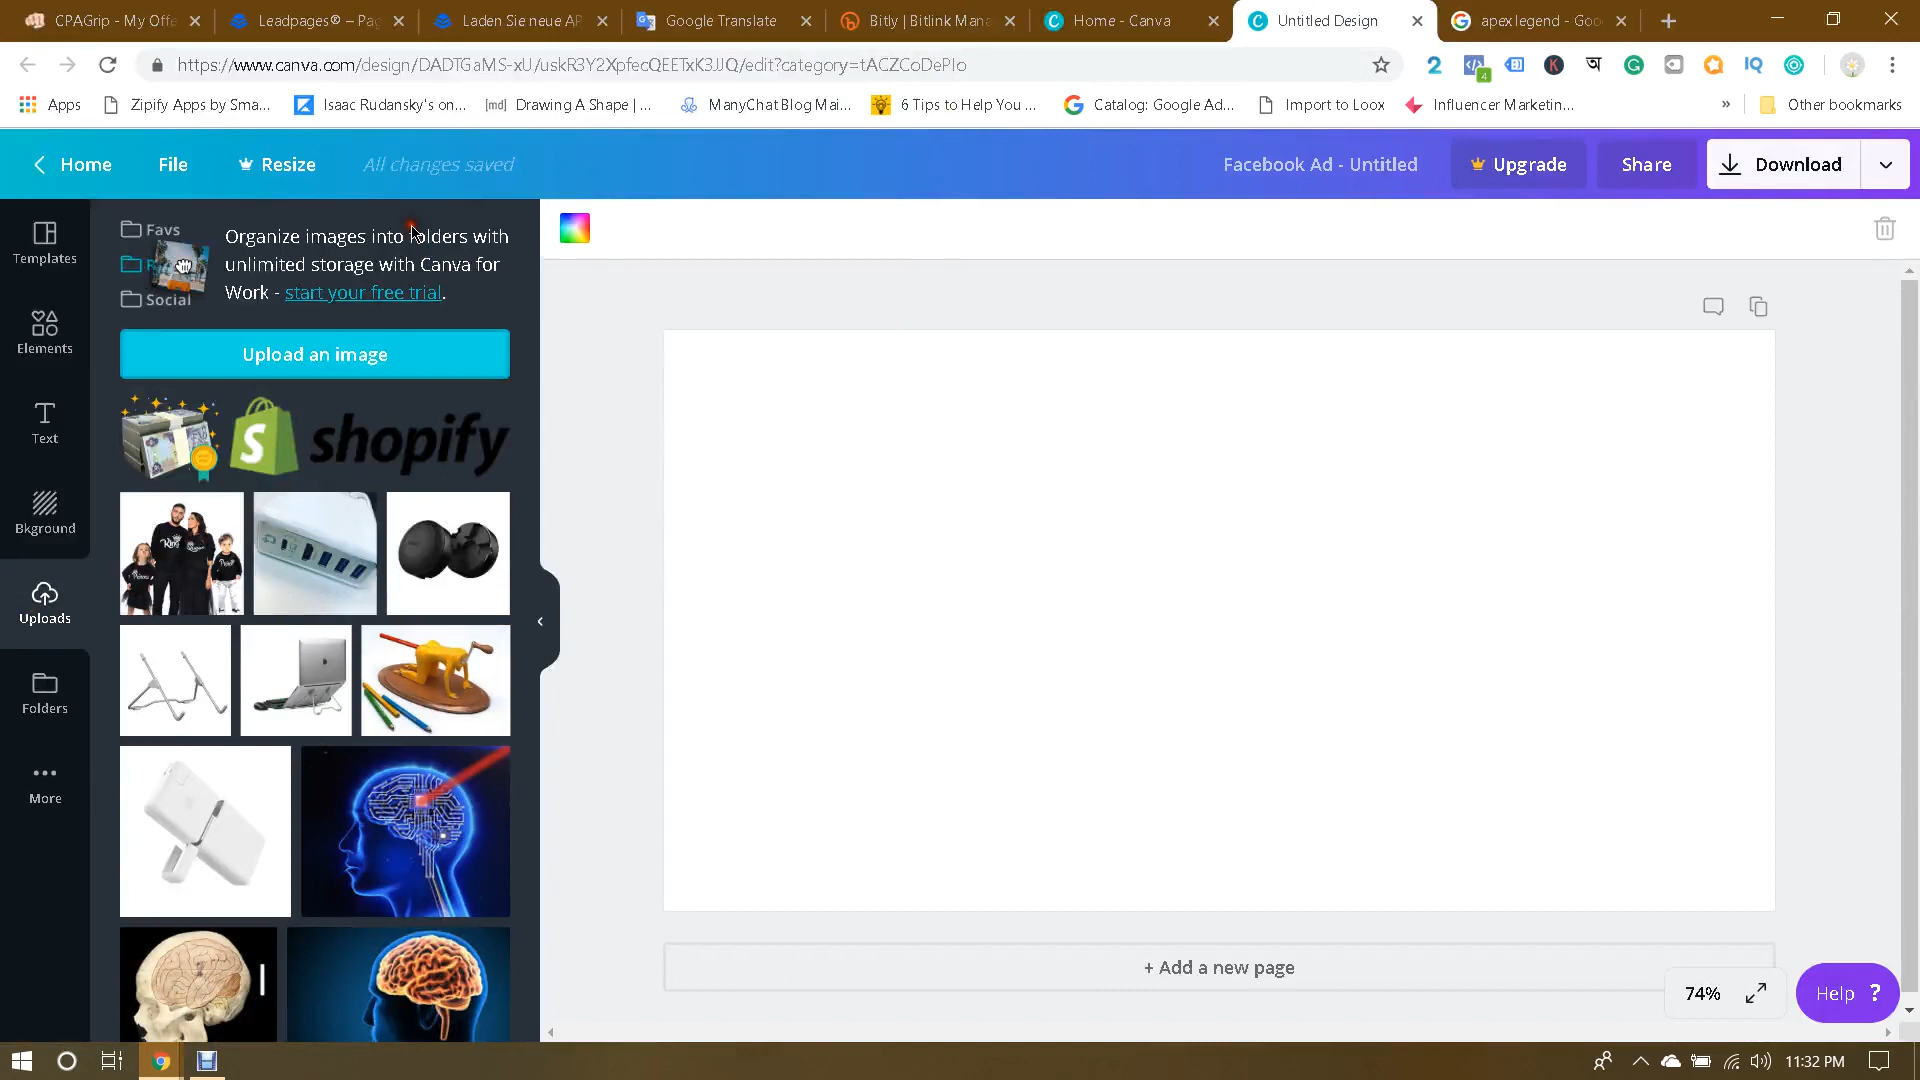 CPAGrip - My Offe
Leadpages® – Pag
Laden Sie neue AP
Google Translate
Bitly | Bitlink Mana
Home - Canva
Untitled Design
apex legend - Goo
https://www.canva.com/design/DADTGaMS-xU/uskR3Y2XpfecQEETxK3JJQ/edit?category=tACZCoDePIo
Apps
Zipify Apps by Sma...
Isaac Rudansky's on...
[md] Drawing A Shape | ...
ManyChat Blog Mai...
6 Tips to Help You ...
Catalog: Google Ad...
Import to Loox
Influencer Marketin...
»
Other bookmarks
Home
File
Resize
All changes saved
Facebook Ad - Untitled
Upgrade
Share
Download
Templates
Elements
Text
Bkground
Uploads
Folders
More
Favs
Social
Organize images into folders with
unlimited storage with Canva for
Work - start your free trial.
Upload an image
shopify
King
+ Add a new page
74%
Help ?
11:32 PM